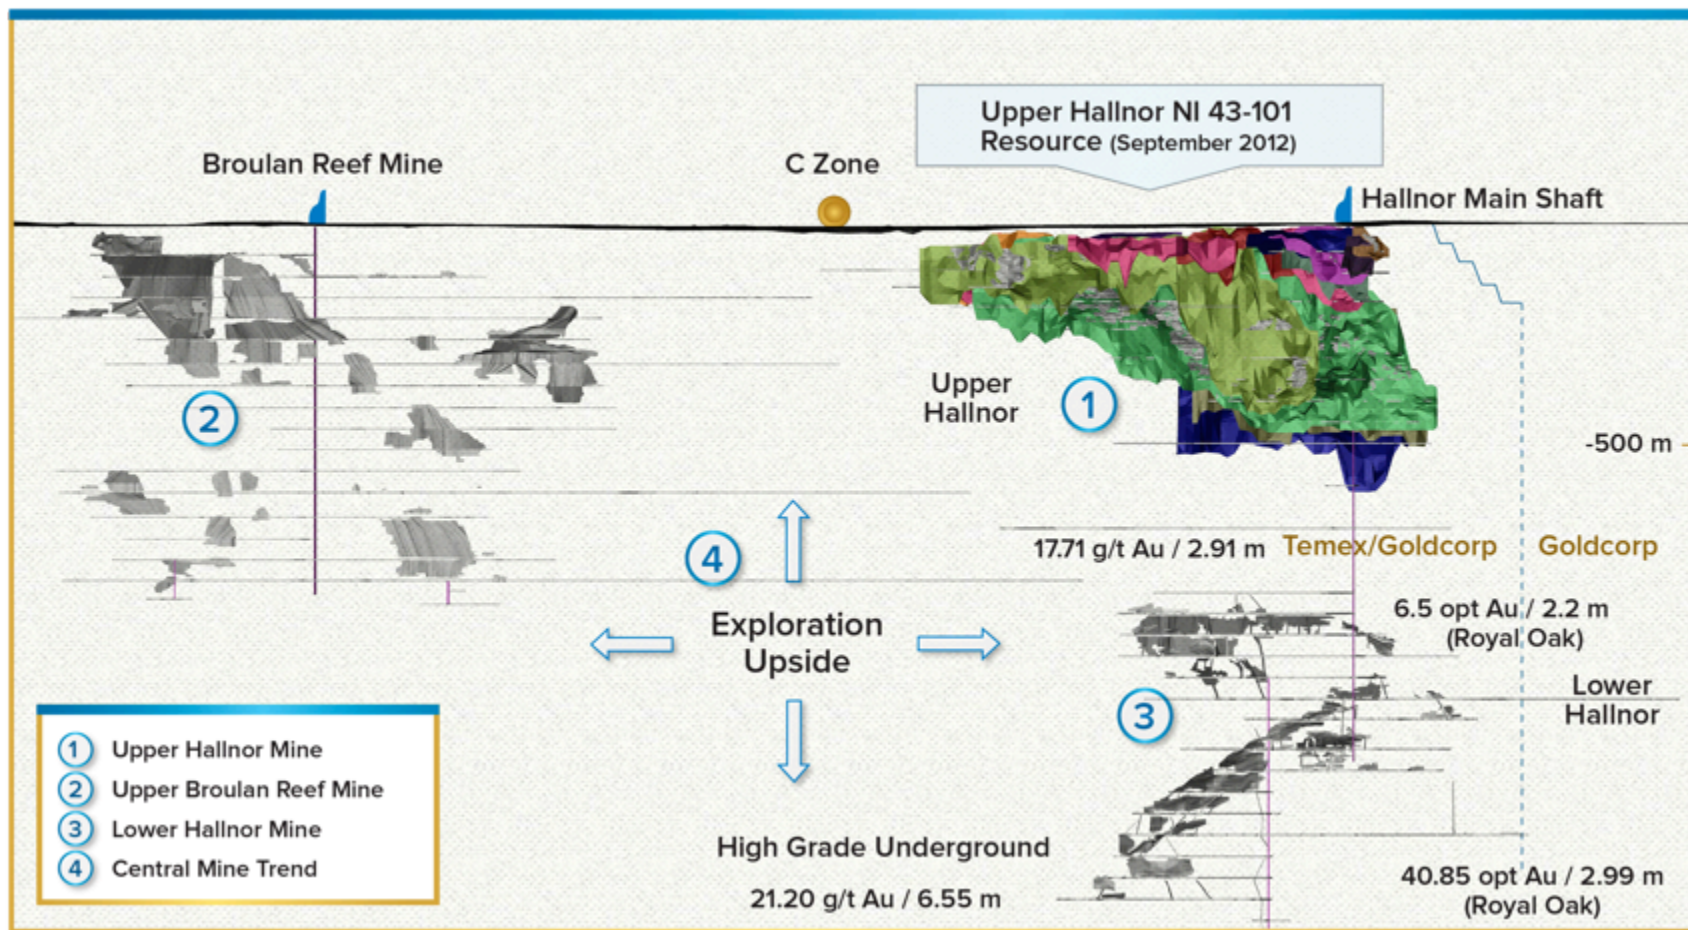 Upper Hallnor NI 43-101
Resource (September 2012)
Broulan Reef Mine
C Zone
Hallnor Main Shaft
Upper
Hallnor
1
2
-500 m
17.71 g/t Au / 2.91 m
Temex/Goldcorp
Goldcorp
4
Exploration
Upside
6.5 opt Au / 2.2 m
(Royal Oak)
Lower
Hallnor
3
High Grade Underground
21.20 g/t Au / 6.55 m
40.85 opt Au / 2.99 m
(Royal Oak)
1 Upper Hallnor Mine
2 Upper Broulan Reef Mine
3 Lower Hallnor Mine
4 Central Mine Trend